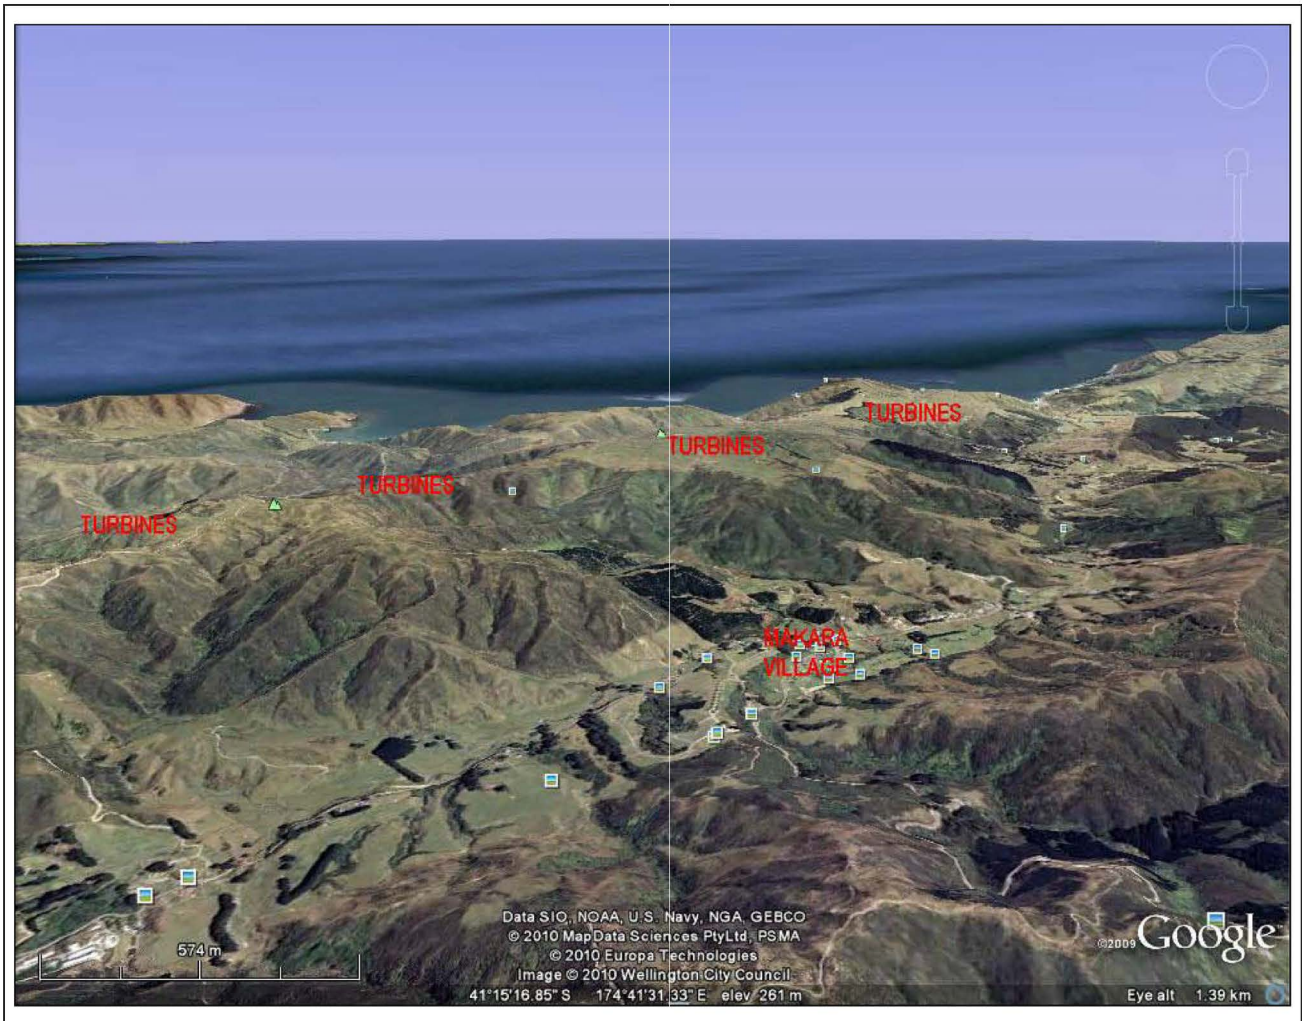 TURBINES
TURBINES
TURBINES
TURBINES
MAKARA
VILLAGE
574 m
Data SIO, NOAA, U.S. Navy, NGA, GEBCO
© 2010 MapData Sciences PtyLtd, PSMA
© 2010 Europa Technologies
Image © 2010 Wellington City Council
©2009 Google
41°15'16.85" S 174°41'31.33" E elev 261 m
Eye alt 1.39 km